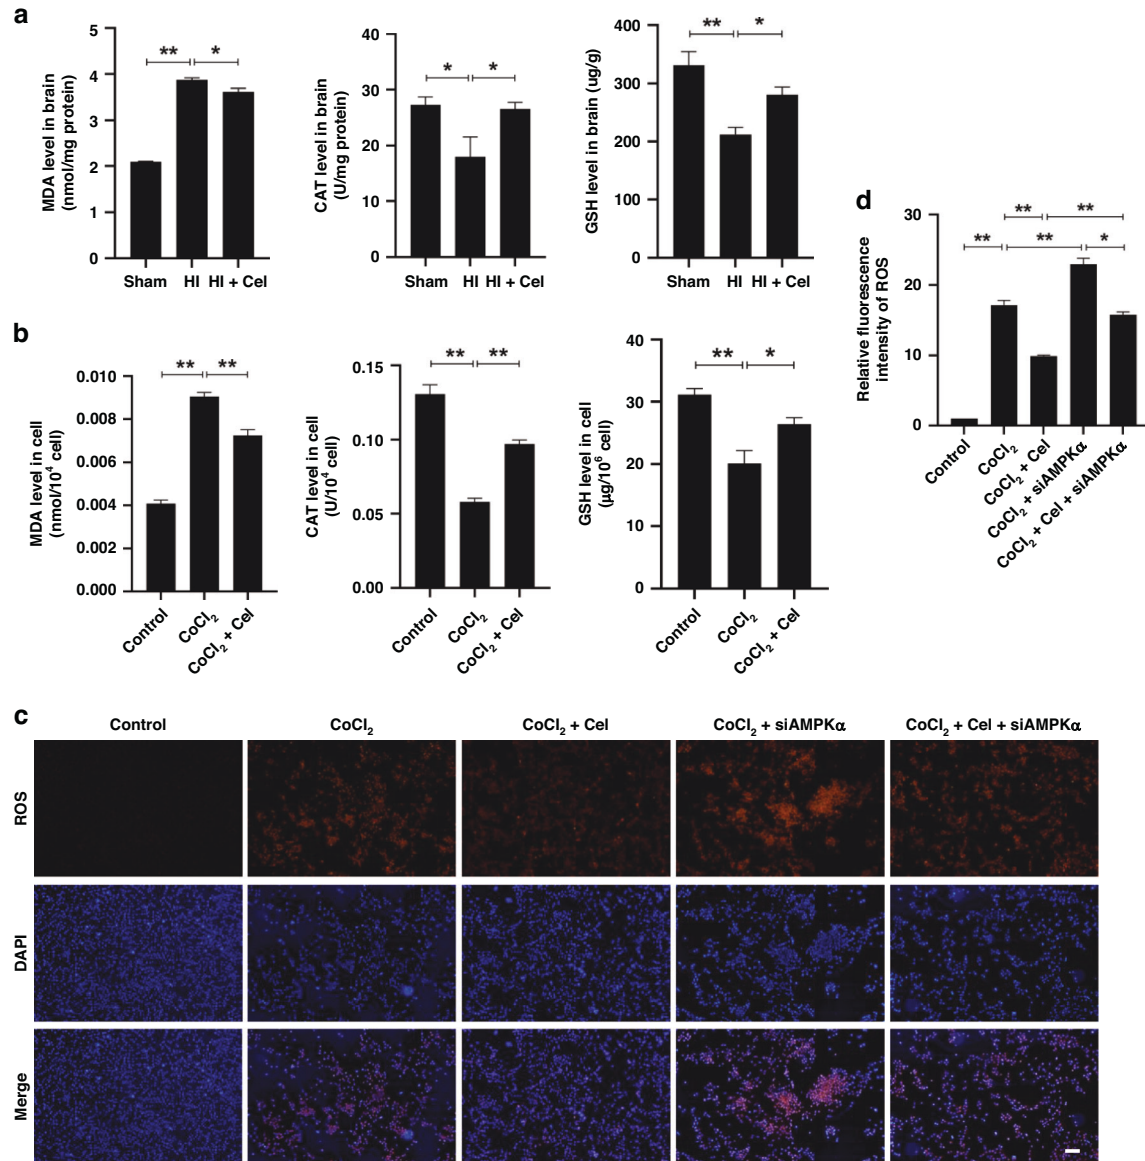 a
MDA level in brain
(nmol/mg protein)
5
4
3
2
1
0
**
*
Sham HI HI + Cel
CAT level in brain
(U/mg protein)
40
30
20
10
0
*
*
Sham HI HI + Cel
GSH level in brain (ug/g)
400
300
200
100
0
**
*
Sham HI HI + Cel
b
MDA level in cell
(nmol/10⁴ cell)
0.010
0.008
0.006
0.004
0.002
0.000
**
**
Control
CoCl₂
CoCl₂ + Cel
CAT level in cell
(U/10⁴ cell)
0.15
0.10
0.05
0.00
**
**
Control
CoCl₂
CoCl₂ + Cel
GSH level in cell
(µg/10⁶ cell)
40
30
20
10
0
**
*
Control
CoCl₂
CoCl₂ + Cel
d
Relative fluorescence
intensity of ROS
30
20
10
0
**
**
**
**
*
Control
CoCl₂
CoCl₂ + Cel
CoCl₂ + siAMPKα
CoCl₂ + Cel + siAMPKα
c
Control CoCl₂ CoCl₂ + Cel CoCl₂ + siAMPKα CoCl₂ + Cel + siAMPKα
ROS
DAPI
Merge